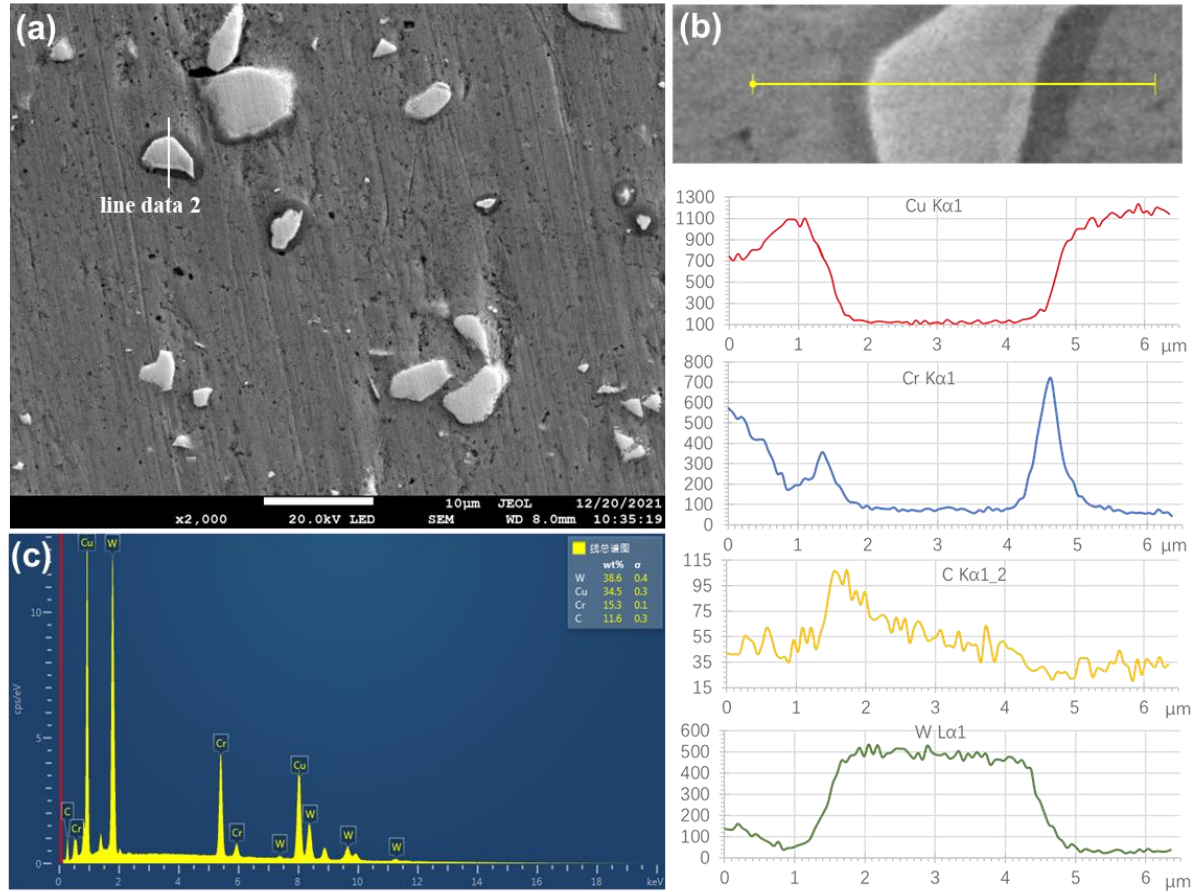 (a)
line data 2
10μm JEOL 12/20/2021
x2,000 20.0kV LED SEM WD 8.0mm 10:35:19
(b)
Cu Kα1
1300
1100
900
700
500
300
100
0 1 2 3 4 5 6 μm
Cr Kα1
800
700
600
500
400
300
200
100
0
0 1 2 3 4 5 6 μm
C Kα1_2
115
95
75
55
35
15
0 1 2 3 4 5 6 μm
W Lα1
600
500
400
300
200
100
0
0 1 2 3 4 5 6 μm
(c)
线总谱图
wt% σ
W 38.6 0.4
Cu 34.5 0.3
Cr 15.3 0.1
C 11.6 0.3
Cu W
10
cps/eV
5
Cr
Cu
C
Cr
W
Cr
W
W
W
0
0 2 4 6 8 10 12 14 16 18 keV